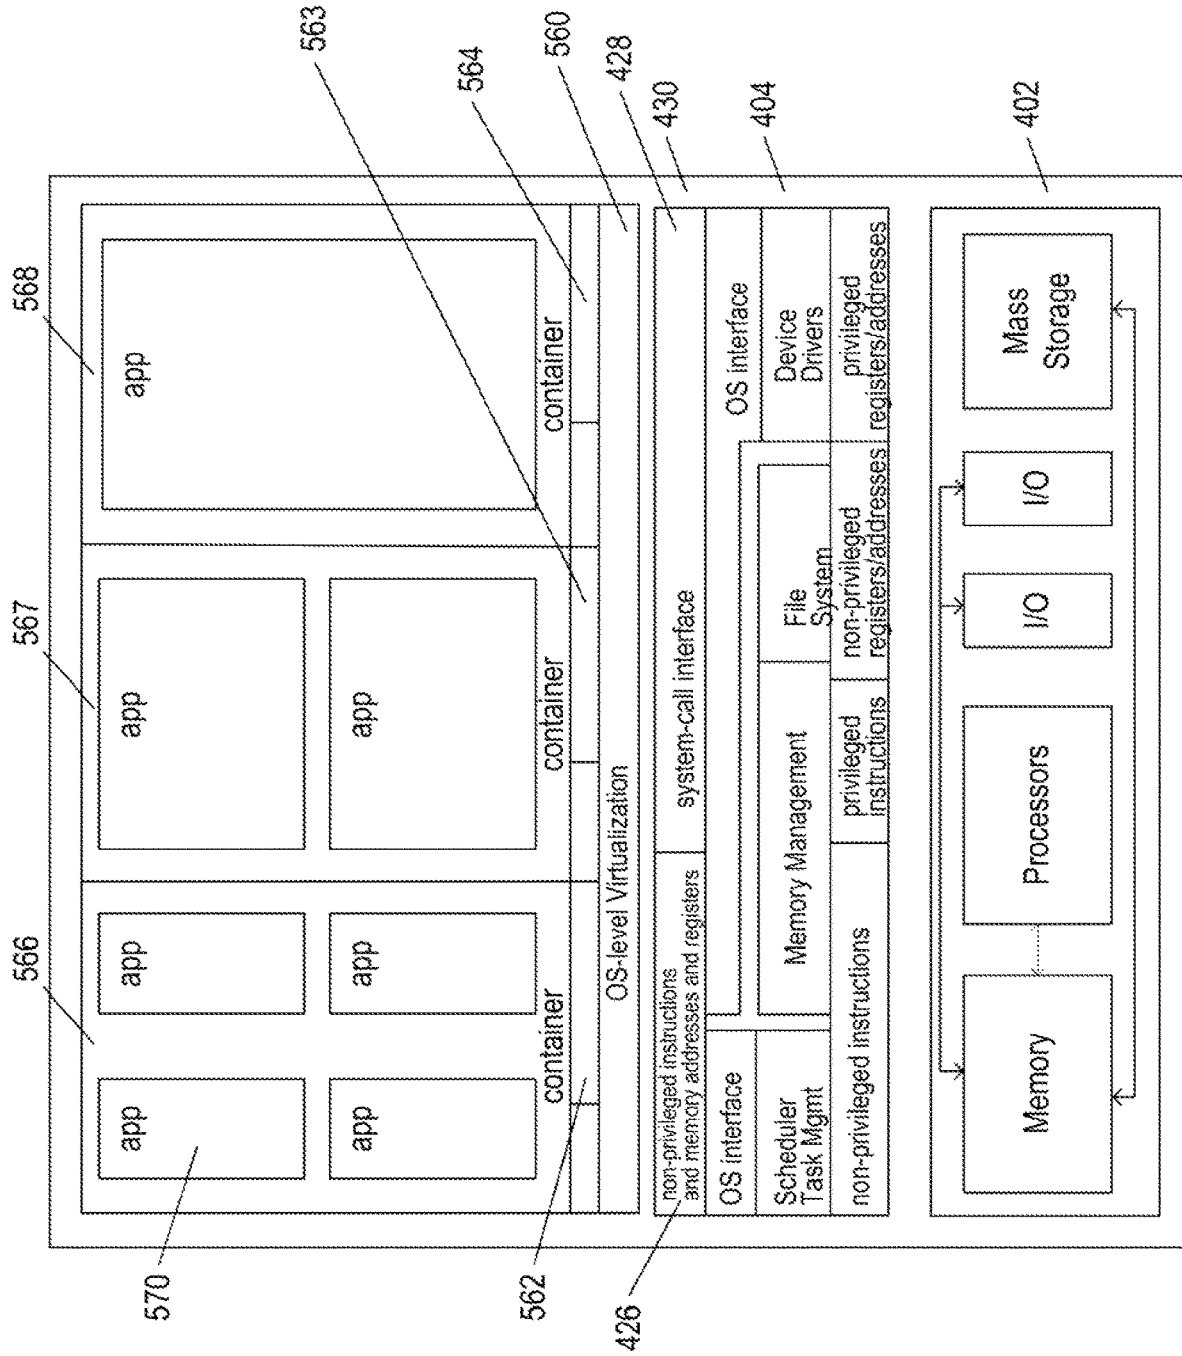 566
567
568
app
app
app
app
570
563
app
app
app
564
container
container
container
562
560
OS-level Virtualization
428
426
non-privileged instructions
and memory addresses and registers
system-call interface
430
OS interface
OS interface
404
Scheduler
Task Mgmt
Memory Management
File
System
Device
Drivers
non-privileged instructions
privileged
instructions
non-privileged
registers/addresses
privileged
registers/addresses
402
Memory
Processors
I/O
I/O
Mass
Storage